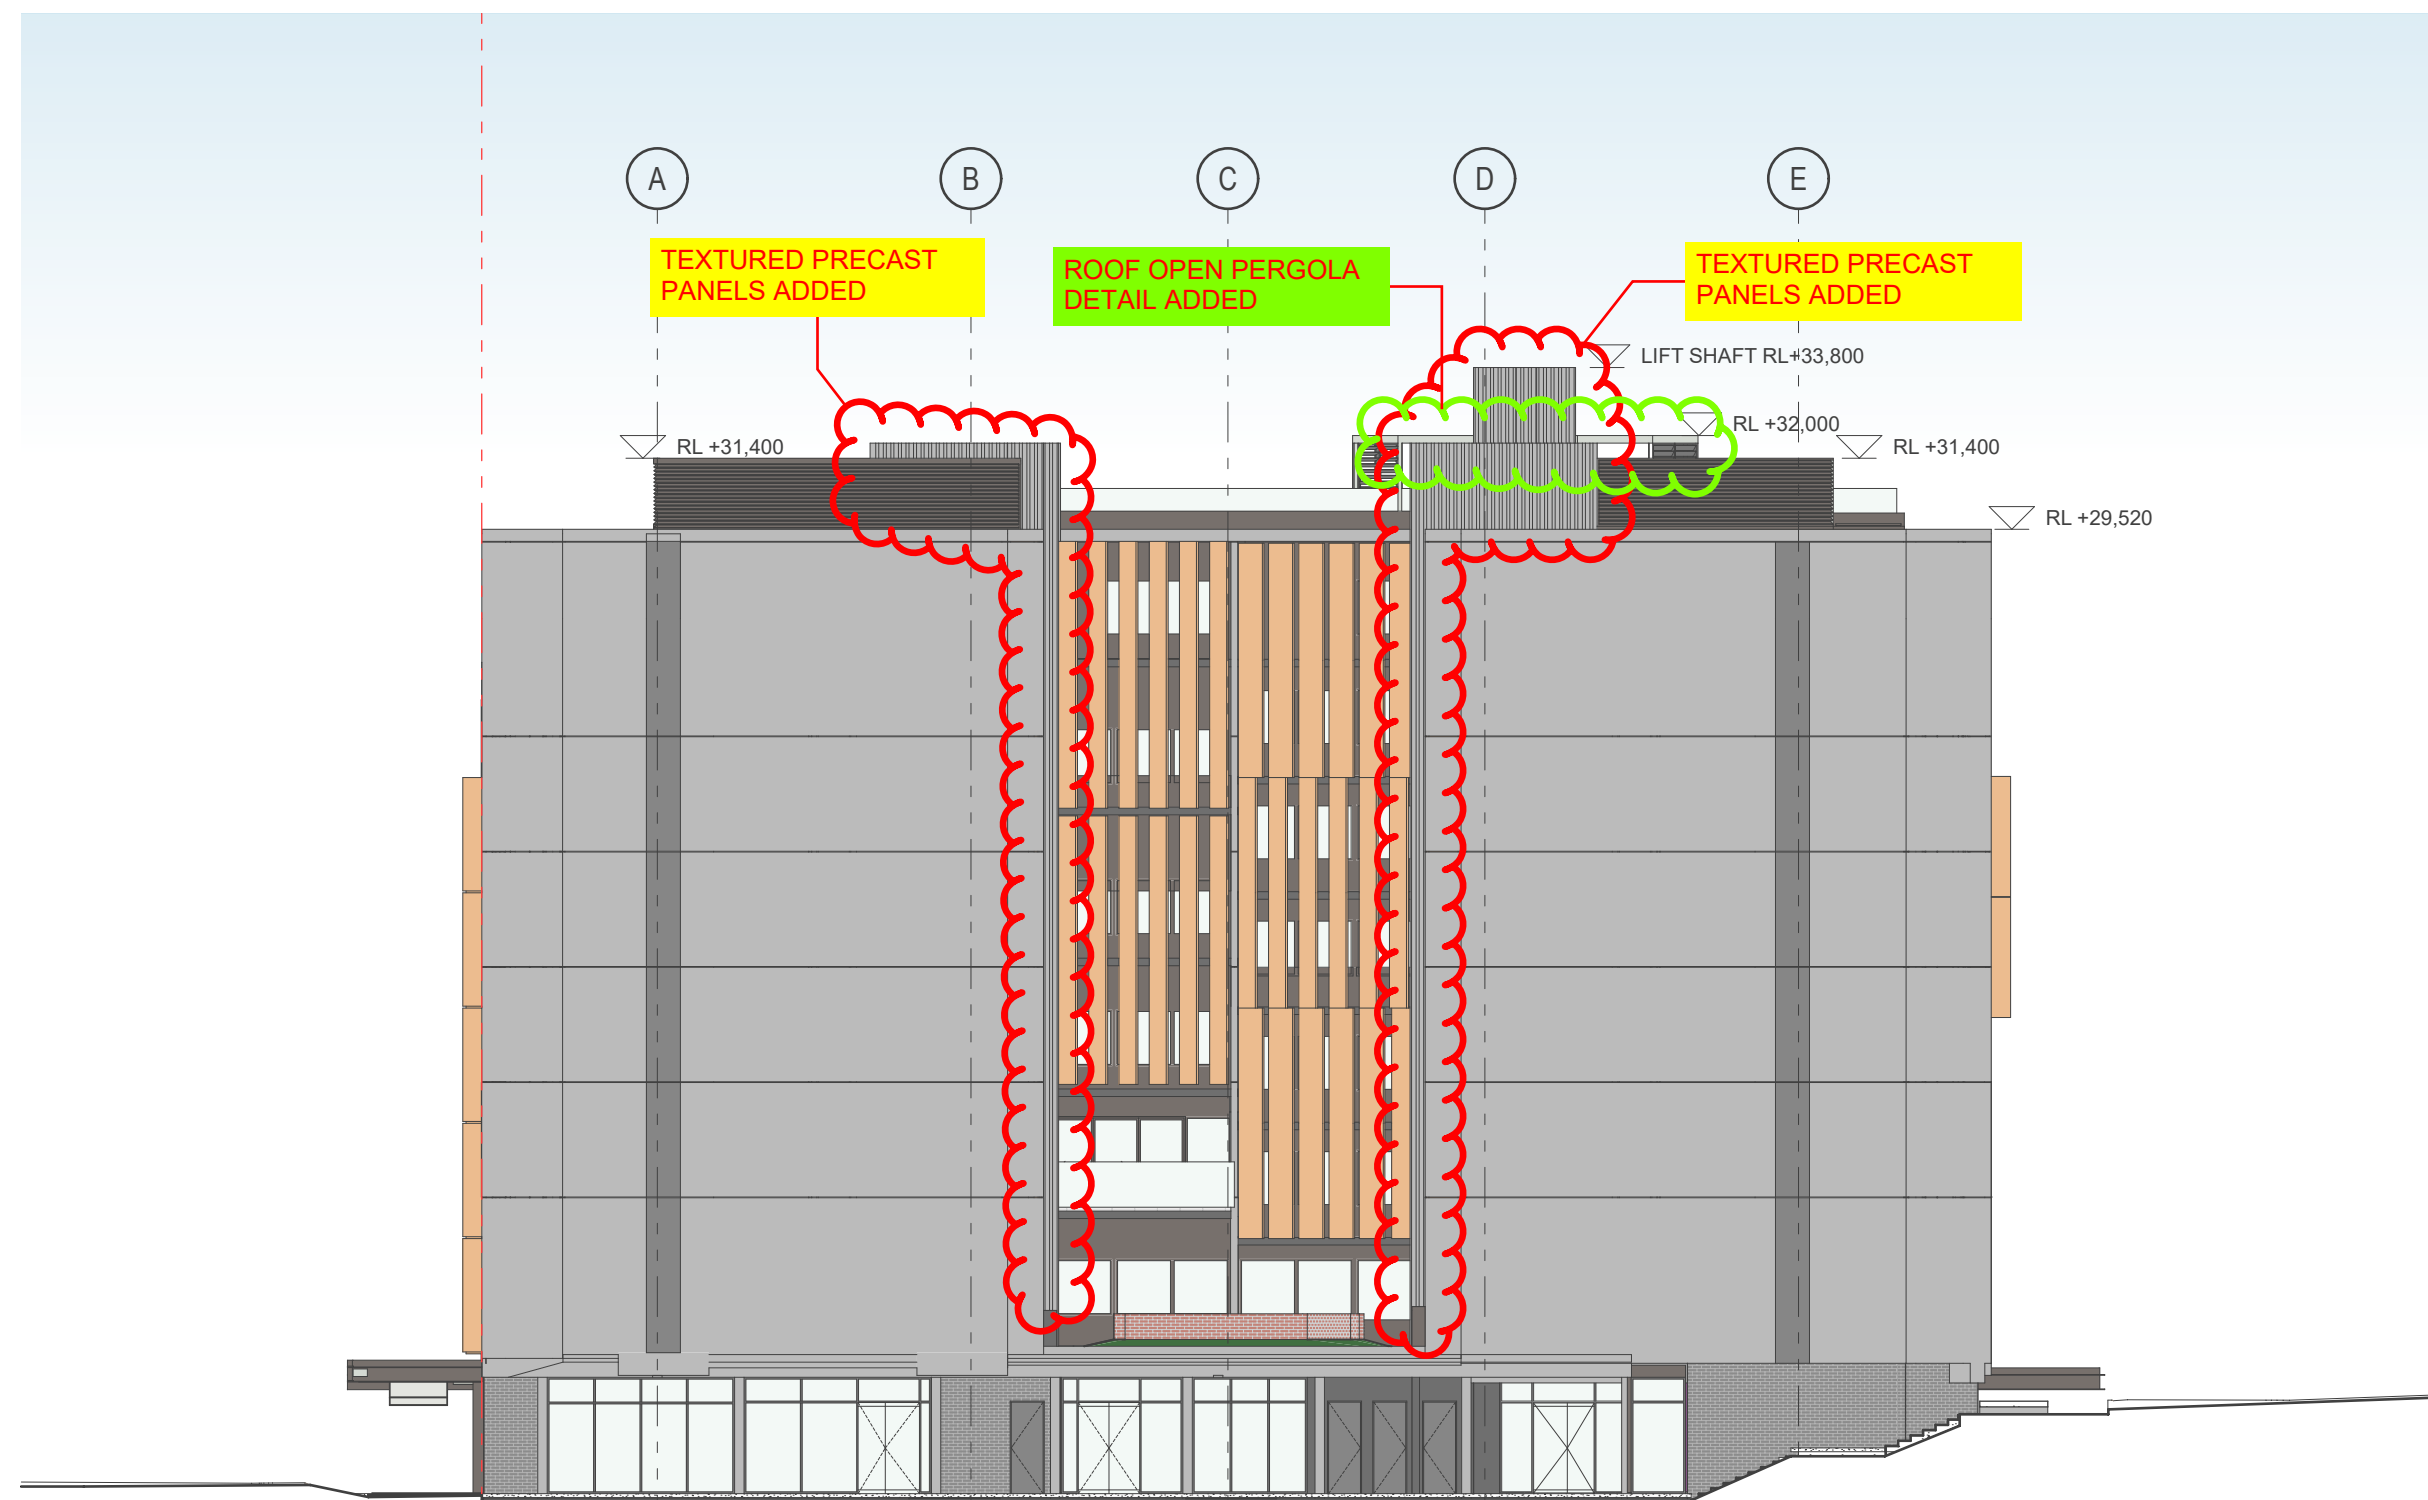 A
B
C
D
E
TEXTURED PRECAST
PANELS ADDED
ROOF OPEN PERGOLA
DETAIL ADDED
TEXTURED PRECAST
PANELS ADDED
LIFT SHAFT RL+33,800
RL +32,000
RL +31,400
RL +31,400
RL +29,520